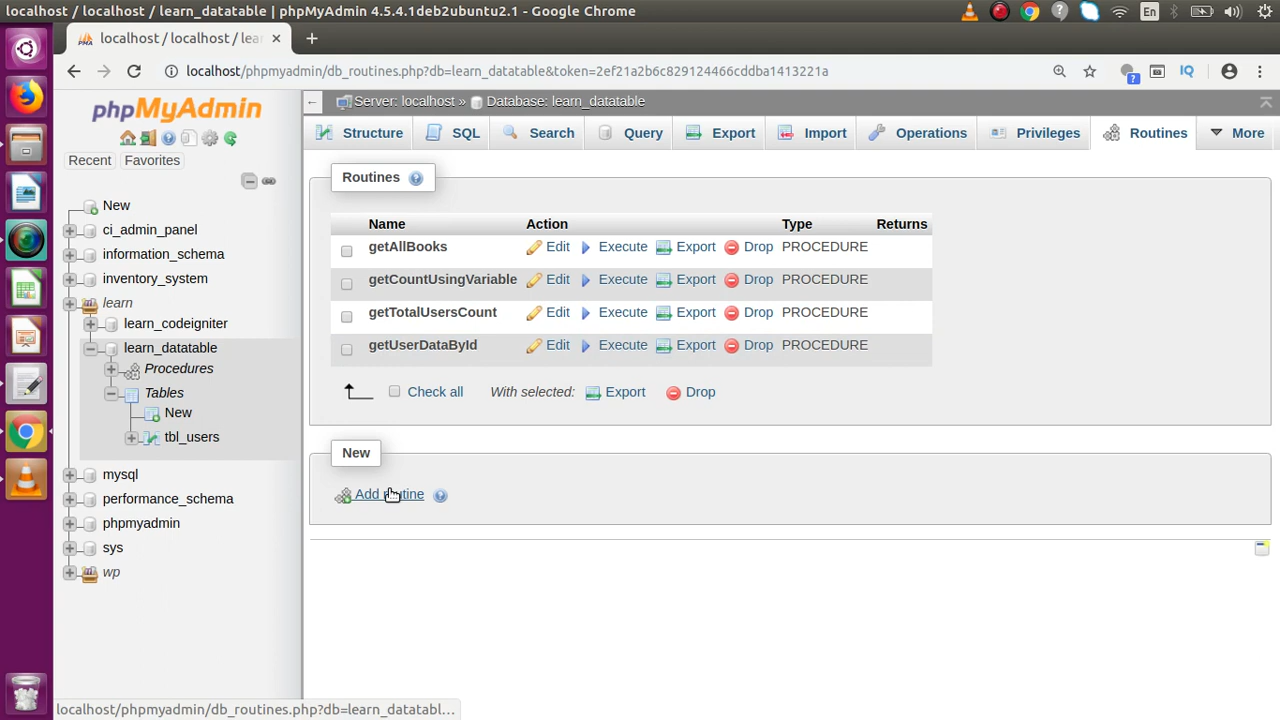 localhost / localhost / learn_datatable | phpMyAdmin 4.5.4.1deb2ubuntu2.1 - Google Chrome
En
localhost / localhost / lear
localhost/phpmyadmin/db_routines.php?db=learn_datatable&token=2ef21a2b6c829124466cddba1413221a
IQ
phpMyAdmin
Recent Favorites
New
ci_admin_panel
information_schema
inventory_system
learn
learn_codeigniter
learn_datatable
Procedures
Tables
New
tbl_users
mysql
performance_schema
phpmyadmin
sys
wp
Server: localhost » Database: learn_datatable
Structure SQL Search Query Export Import Operations Privileges Routines More
Routines
Name Action Type Returns
getAllBooks Edit Execute Export Drop PROCEDURE
getCountUsingVariable Edit Execute Export Drop PROCEDURE
getTotalUsersCount Edit Execute Export Drop PROCEDURE
getUserDataById Edit Execute Export Drop PROCEDURE
Check all With selected: Export Drop
New
Add routine
localhost/phpmyadmin/db_routines.php?db=learn_datatabl...